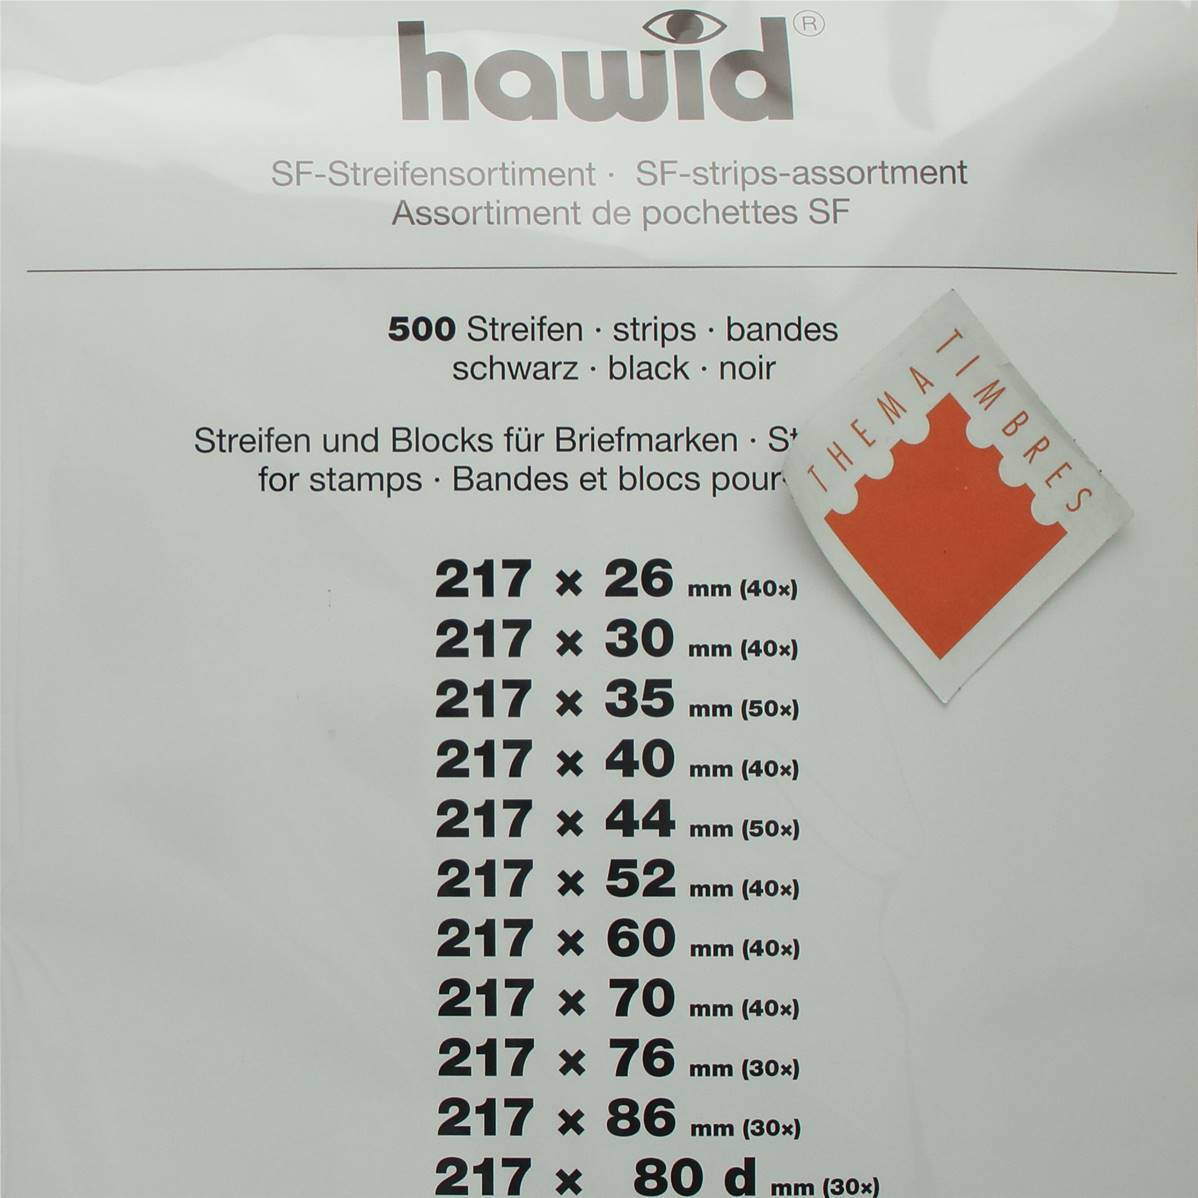 hawid®
SF-Streifensortiment · SF-strips-assortment
Assortiment de pochettes SF
500 Streifen · strips · bandes
schwarz · black · noir
Streifen und Blocks für Briefmarken ·
for stamps · Bandes et blocs pour
THEMA TIMBRES
217 × 26 mm (40×)
217 × 30 mm (40×)
217 × 35 mm (50×)
217 × 40 mm (40×)
217 × 44 mm (50×)
217 × 52 mm (40×)
217 × 60 mm (40×)
217 × 70 mm (40×)
217 × 76 mm (30×)
217 × 86 mm (30×)
217 × 80 d mm (30×)